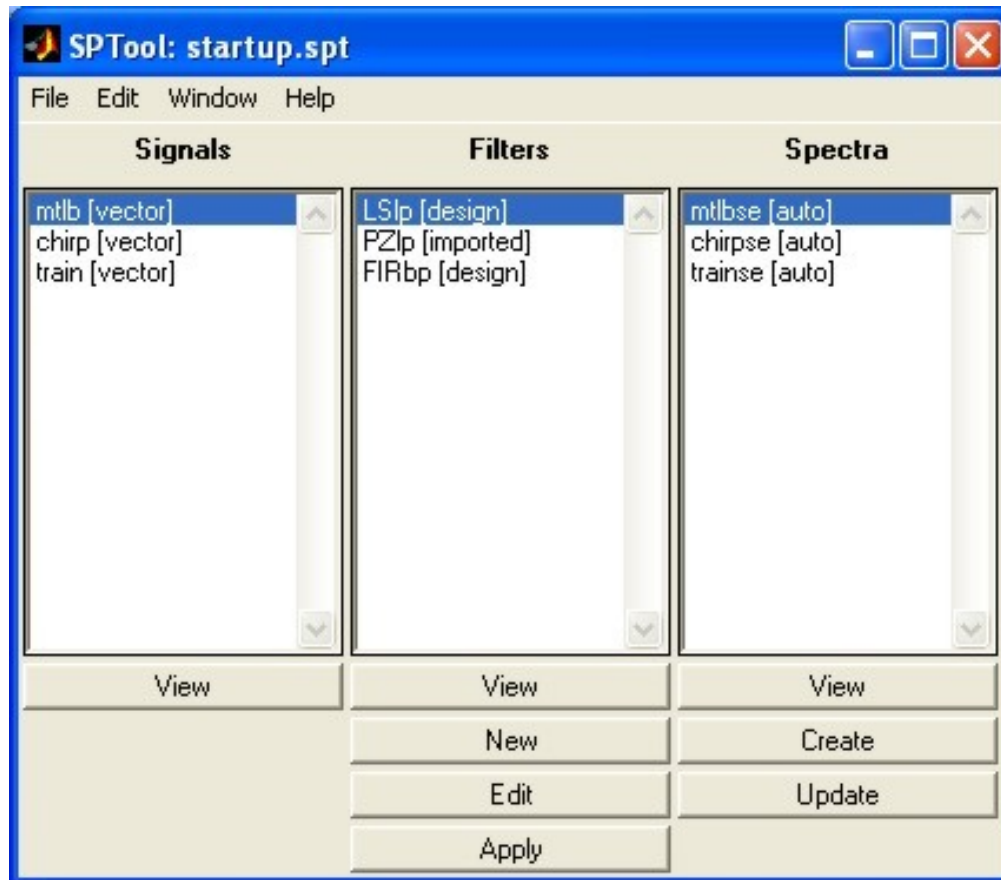 SPTool: startup.spt
File Edit Window Help
Signals
mtlb [vector]
chirp [vector]
train [vector]
View
Filters
LSlp [design]
PZlp [imported]
FIRbp [design]
View
New
Edit
Apply
Spectra
mtlbse [auto]
chirpse [auto]
trainse [auto]
View
Create
Update